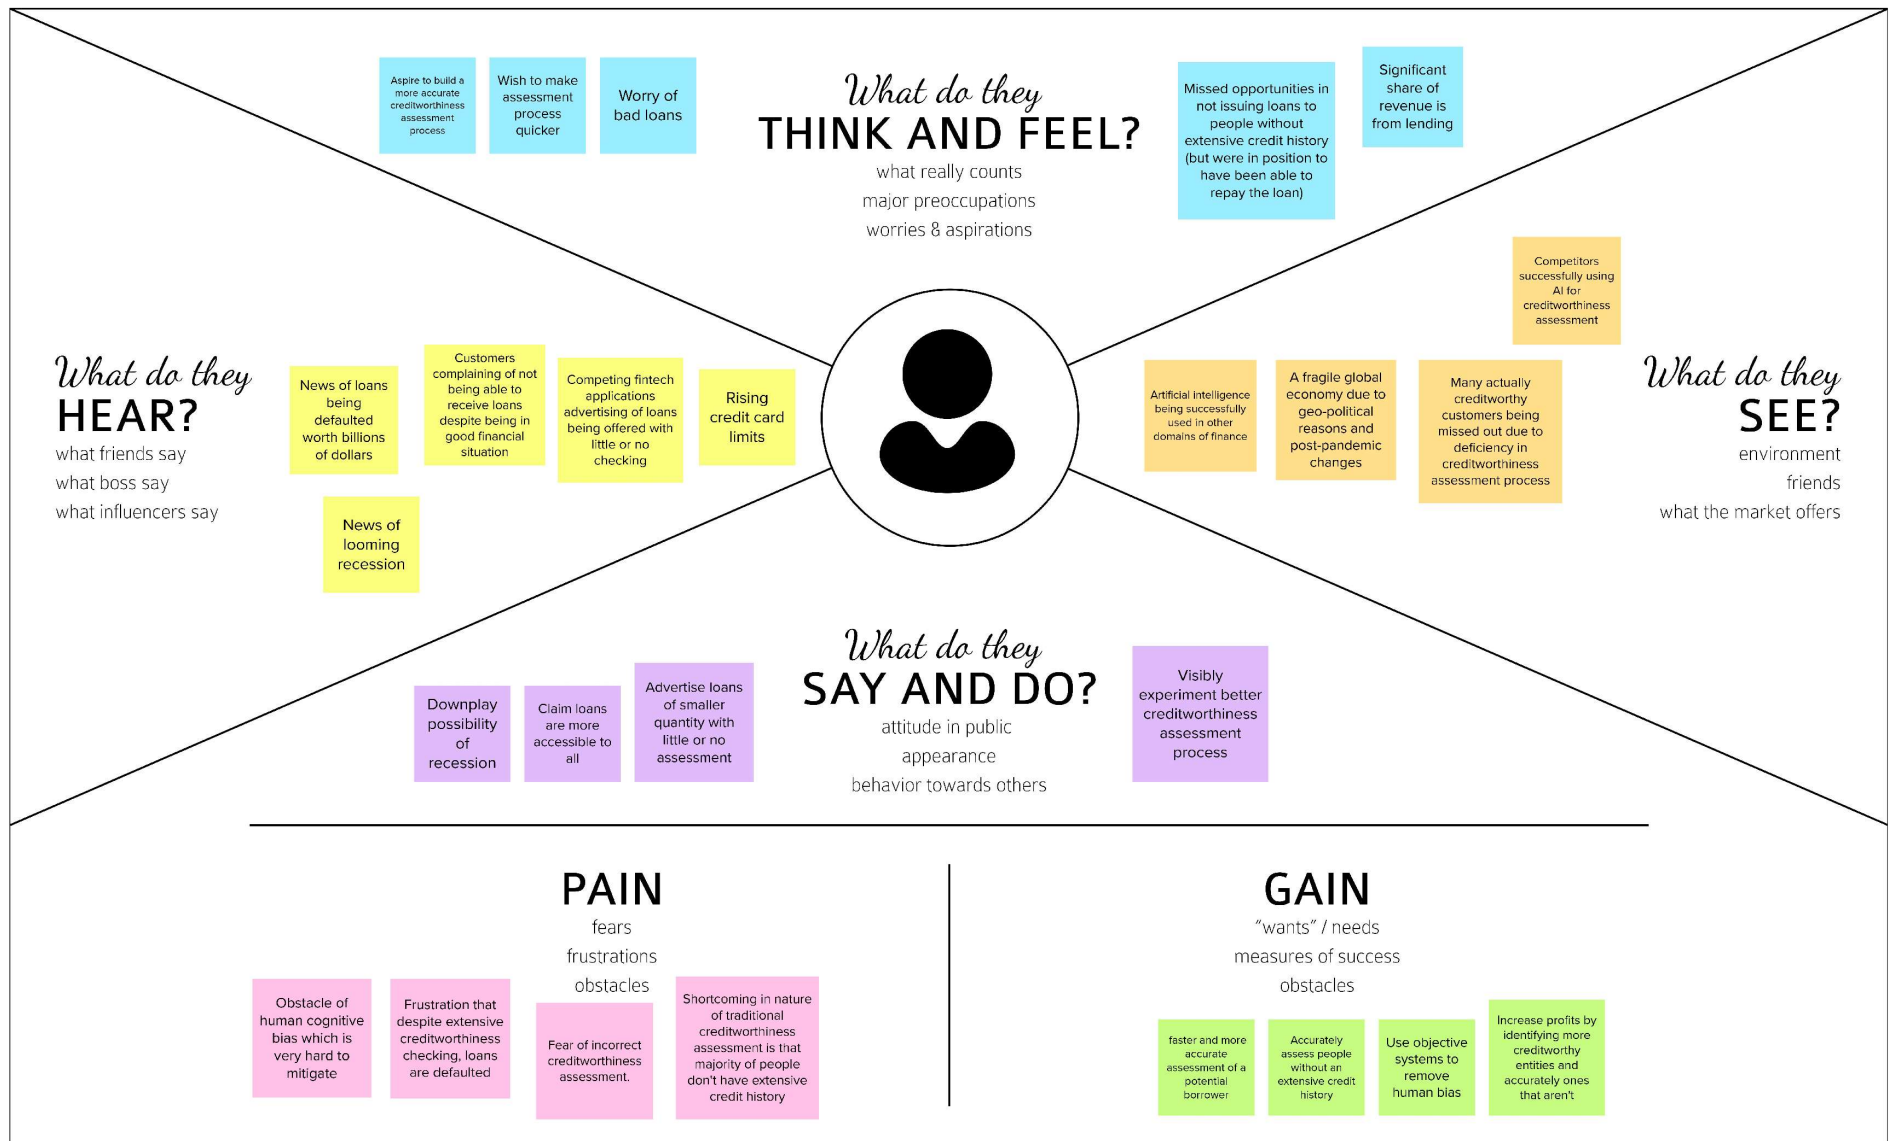 Aspire to build a
more accurate
creditworthiness
assessment
process
Wish to make
assessment
process
quicker
Worry of
bad loans
What do they
THINK AND FEEL?
what really counts
major preoccupations
worries & aspirations
Missed opportunities in
not issuing loans to
people without
extensive credit history
(but were in position to
have been able to
repay the loan)
Significant
share of
revenue is
from lending
What do they
HEAR?
what friends say
what boss say
what influencers say
News of loans
being
defaulted
worth billions
of dollars
Customers
complaining of not
being able to
receive loans
despite being in
good financial
situation
Competing fintech
applications
advertising of loans
being offered with
little or no
checking
Rising
credit card
limits
News of
looming
recession
Competitors
successfully using
AI for
creditworthiness
assessment
Artificial intelligence
being successfully
used in other
domains of finance
A fragile global
economy due to
geo-political
reasons and
post-pandemic
changes
Many actually
creditworthy
customers being
missed out due to
deficiency in
creditworthiness
assessment process
What do they
SEE?
environment
friends
what the market offers
Downplay
possibility
of
recession
Claim loans
are more
accessible to
all
Advertise loans
of smaller
quantity with
little or no
assessment
What do they
SAY AND DO?
attitude in public
appearance
behavior towards others
Visibly
experiment better
creditworthiness
assessment
process
PAIN
fears
frustrations
obstacles
Obstacle of
human cognitive
bias which is
very hard to
mitigate
Frustration that
despite extensive
creditworthiness
checking, loans
are defaulted
Fear of incorrect
creditworthiness
assessment.
Shortcoming in nature
of traditional
creditworthiness
assessment is that
majority of people
don't have extensive
credit history
GAIN
"wants" / needs
measures of success
obstacles
faster and more
accurate
assessment of a
potential
borrower
Accurately
assess people
without an
extensive credit
history
Use objective
systems to
remove
human bias
Increase profits by
identifying more
creditworthy
entities and
accurately ones
that aren't